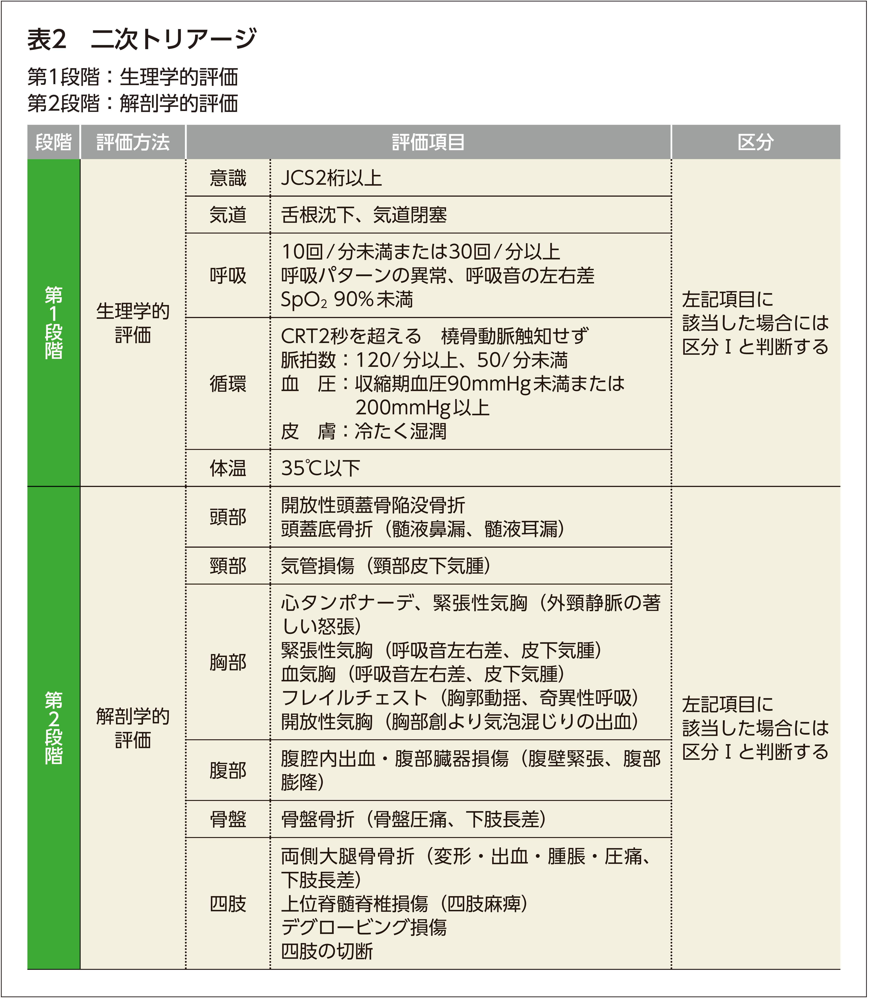 表2　二次トリアージ
第1段階：生理学的評価
第2段階：解剖学的評価
段階
評価方法
評価項目
区分
第1段階
生理学的
評価
意識
JCS2桁以上
気道
舌根沈下、気道閉塞
呼吸
10回/分未満または30回/分以上
呼吸パターンの異常、呼吸音の左右差
SpO₂ 90%未満
循環
CRT2秒を超える　橈骨動脈触知せず
脈拍数：120/分以上、50/分未満
血　圧：収縮期血圧90mmHg未満または
200mmHg以上
皮　膚：冷たく湿潤
体温
35℃以下
左記項目に
該当した場合には
区分Ⅰと判断する
第2段階
解剖学的
評価
頭部
開放性頭蓋骨陥没骨折
頭蓋底骨折（髄液鼻漏、髄液耳漏）
頸部
気管損傷（頸部皮下気腫）
胸部
心タンポナーデ、緊張性気胸（外頸静脈の著
しい怒張）
緊張性気胸（呼吸音左右差、皮下気腫）
血気胸（呼吸音左右差、皮下気腫）
フレイルチェスト（胸郭動揺、奇異性呼吸）
開放性気胸（胸部創より気泡混じりの出血）
腹部
腹腔内出血・腹部臓器損傷（腹壁緊張、腹部
膨隆）
骨盤
骨盤骨折（骨盤圧痛、下肢長差）
四肢
両側大腿骨骨折（変形・出血・腫脹・圧痛、
下肢長差）
上位脊髄脊椎損傷（四肢麻痺）
デグロービング損傷
四肢の切断
左記項目に
該当した場合には
区分Ⅰと判断する